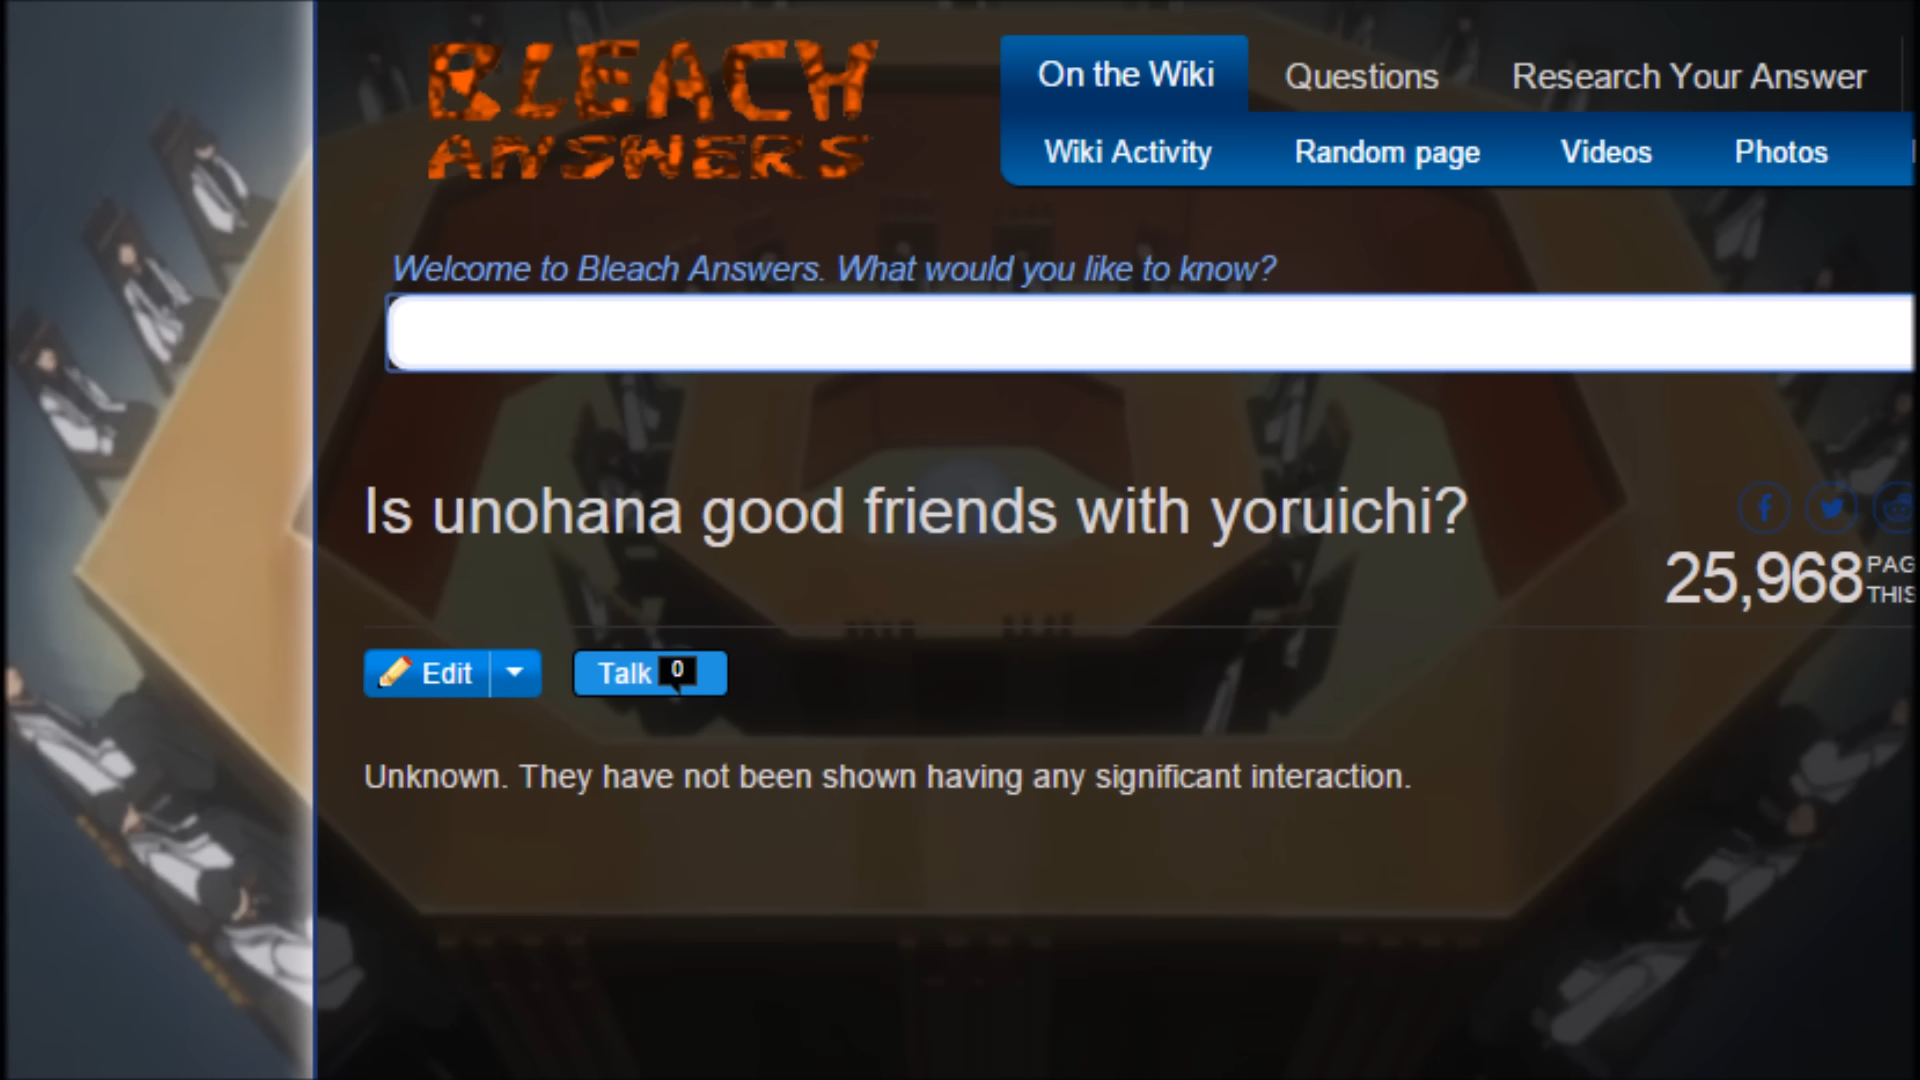 BLEACH
ANSWERS
On the Wiki
Questions
Research Your Answer
Wiki Activity
Random page
Videos
Photos
Welcome to Bleach Answers. What would you like to know?
Is unohana good friends with yoruichi?
25,968
PAG
THIS
Edit
Talk 0
Unknown. They have not been shown having any significant interaction.